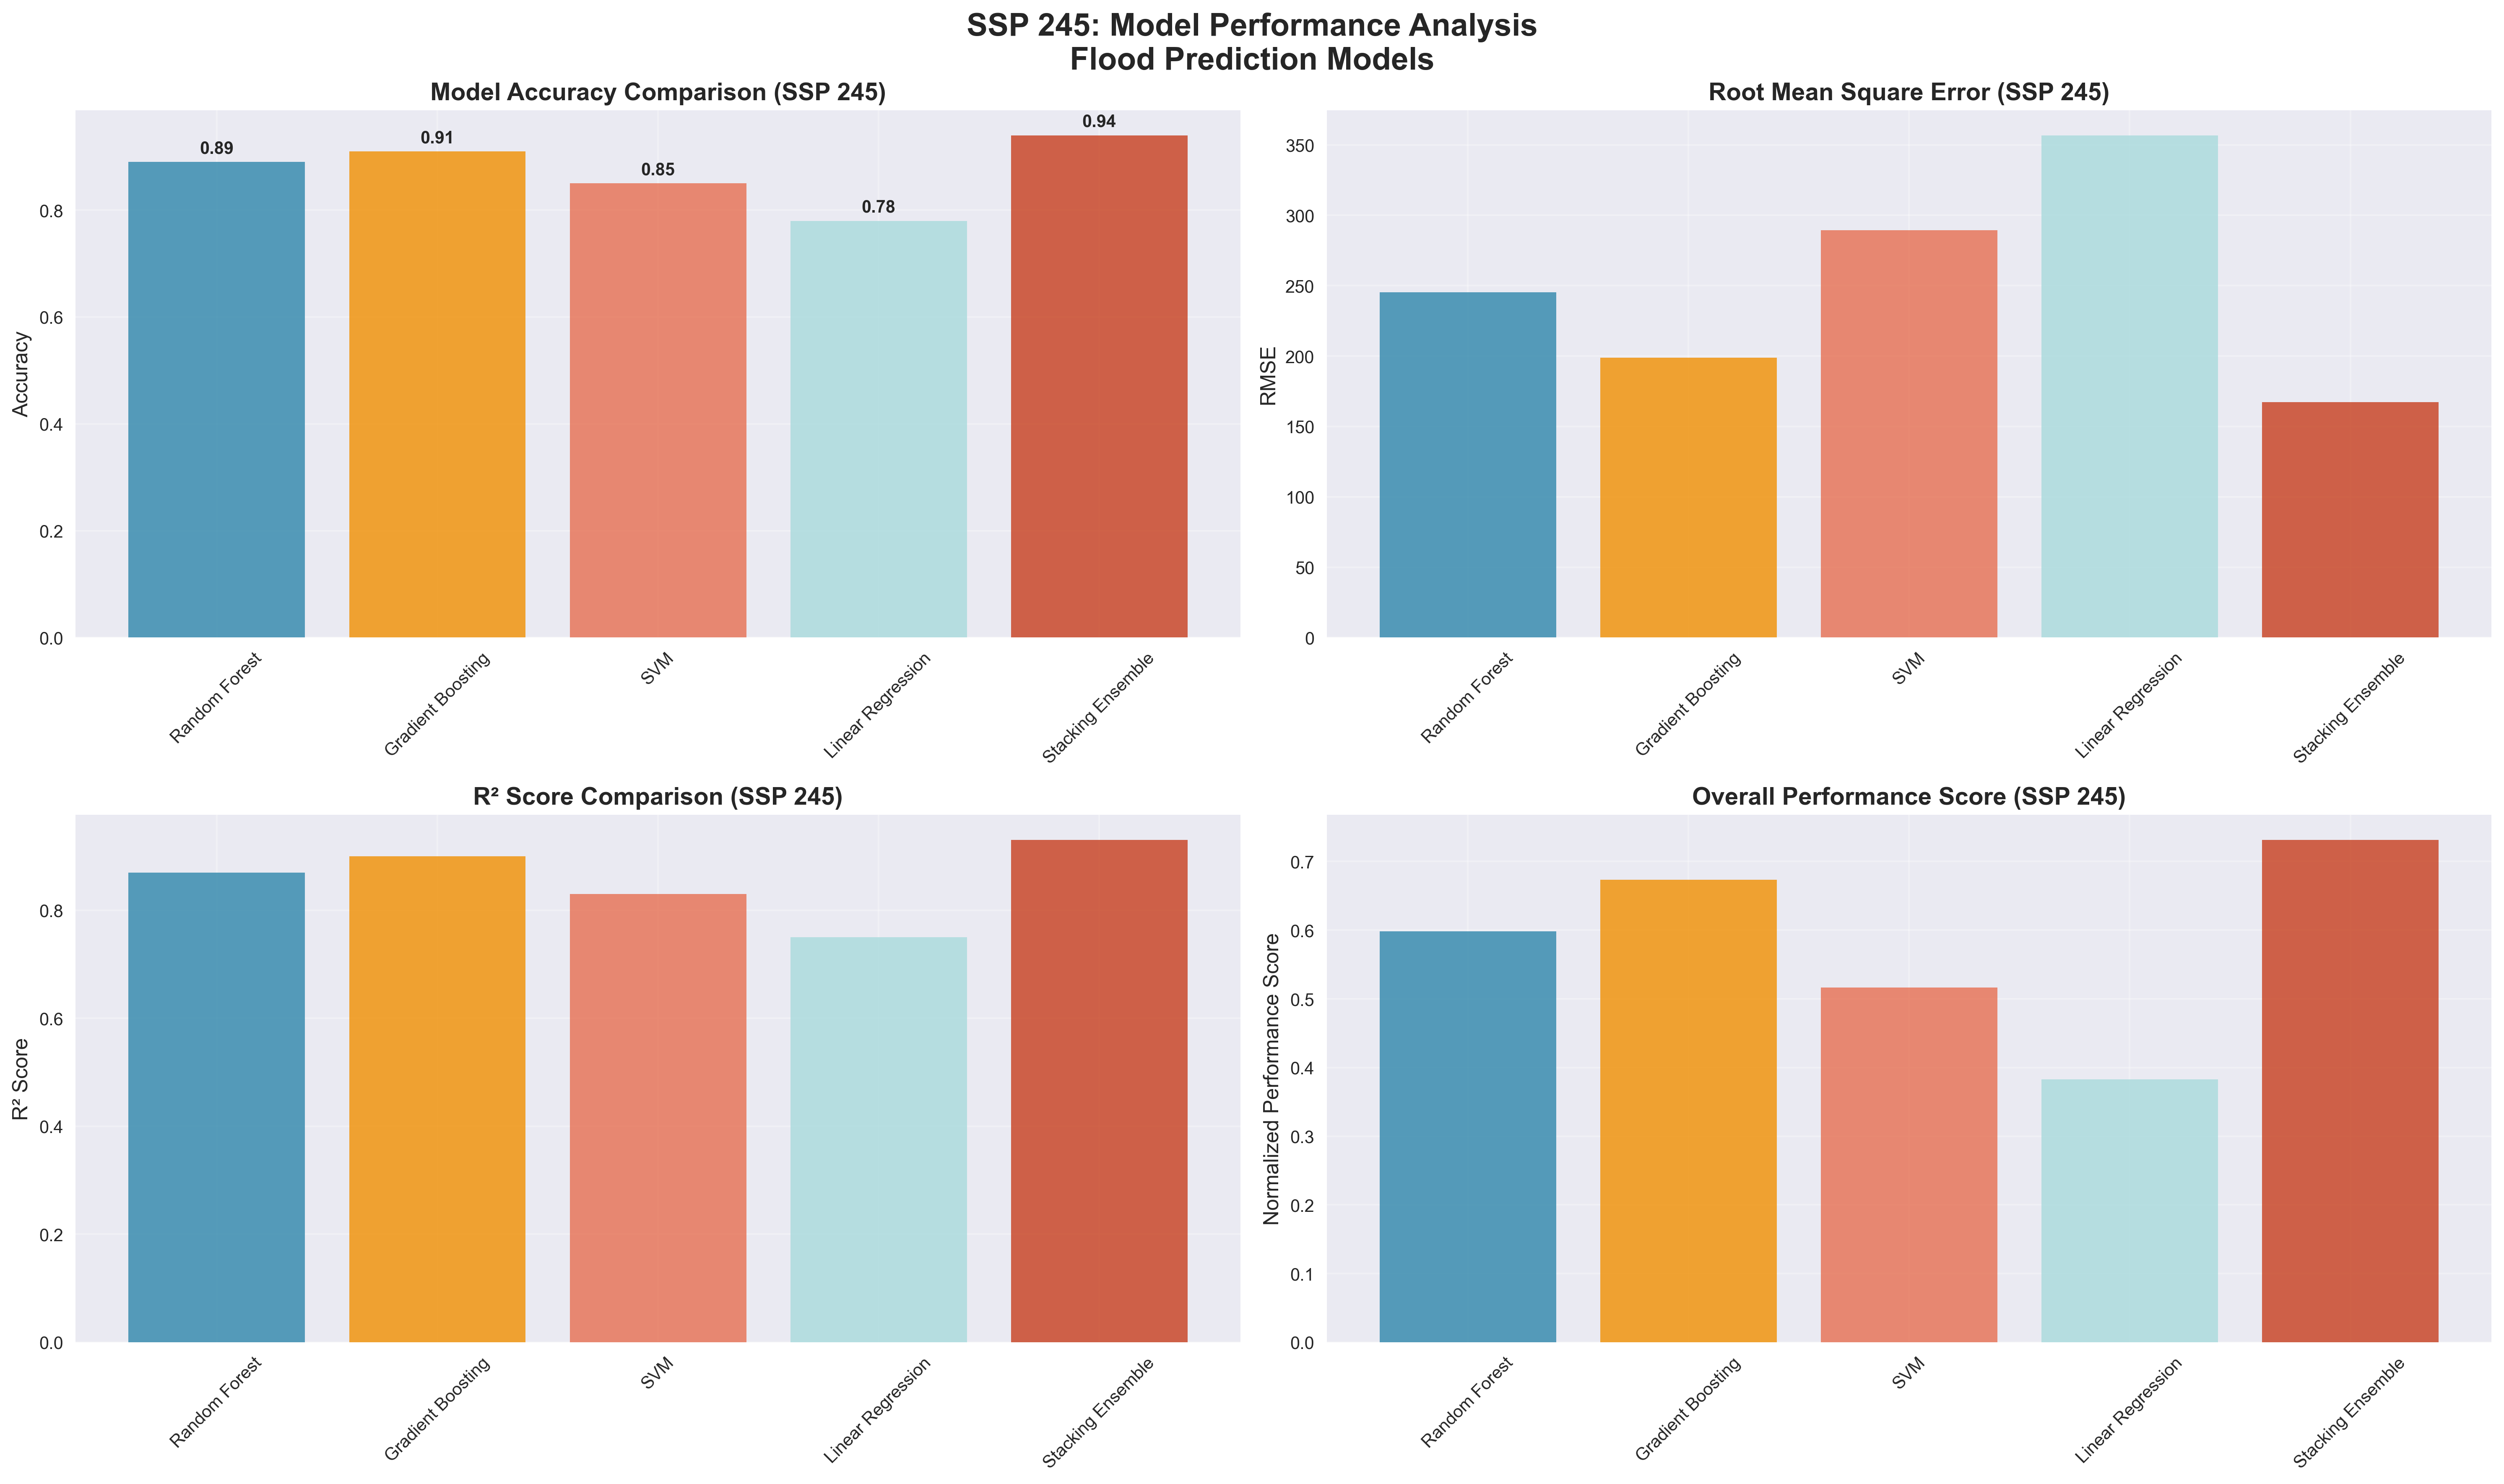 SSP 245: Model Performance Analysis
Flood Prediction Models
Model Accuracy Comparison (SSP 245)
Accuracy
0.8
0.6
0.4
0.2
0.0
0.89
0.91
0.85
0.78
0.94
Random Forest
Gradient Boosting
SVM
Linear Regression
Stacking Ensemble
Root Mean Square Error (SSP 245)
RMSE
350
300
250
200
150
100
50
0
Random Forest
Gradient Boosting
SVM
Linear Regression
Stacking Ensemble
R² Score Comparison (SSP 245)
R² Score
0.8
0.6
0.4
0.2
0.0
Random Forest
Gradient Boosting
SVM
Linear Regression
Stacking Ensemble
Overall Performance Score (SSP 245)
Normalized Performance Score
0.7
0.6
0.5
0.4
0.3
0.2
0.1
0.0
Random Forest
Gradient Boosting
SVM
Linear Regression
Stacking Ensemble